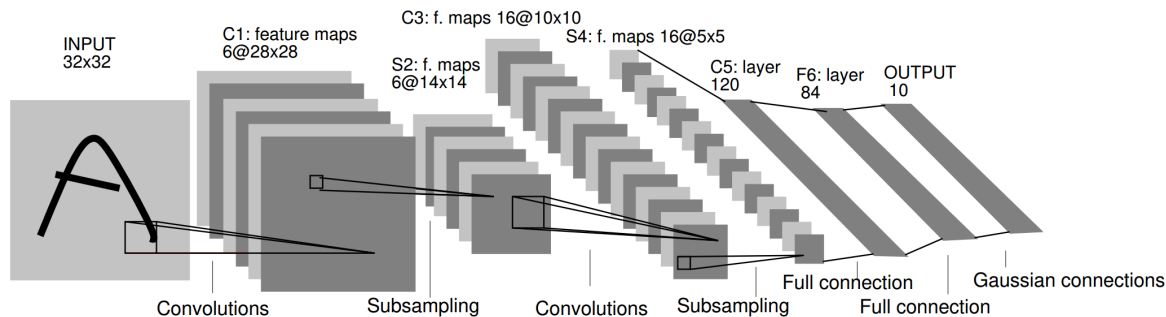 INPUT
32x32
C1: feature maps
6@28x28
S2: f. maps
6@14x14
C3: f. maps 16@10x10
S4: f. maps 16@5x5
C5: layer
120
F6: layer
84
OUTPUT
10
Convolutions
Subsampling
Convolutions
Subsampling
Full connection
Full connection
Gaussian connections